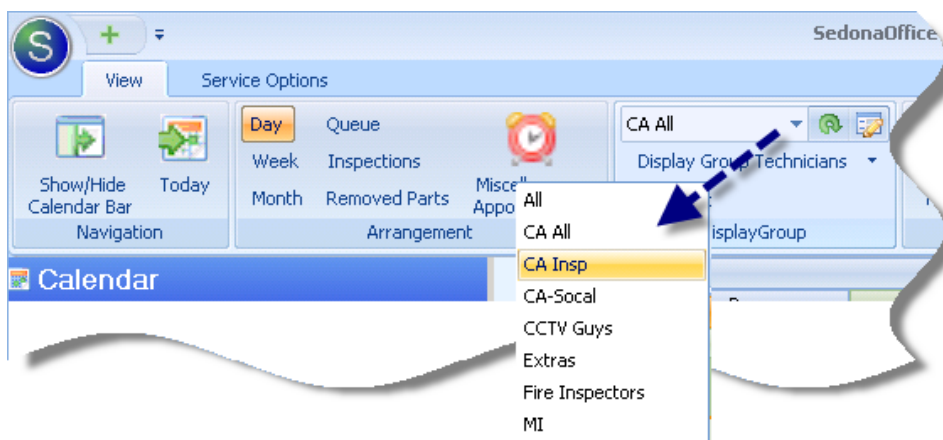 S
SedonaOffice
View Service Options
Day Queue CA All
Week Inspections Display Group Technicians
Show/Hide Calendar Bar Today Month Removed Parts
Navigation Arrangement
All
CA All
CA Insp
CA-Socal
CCTV Guys
Extras
Fire Inspectors
MI
Calendar